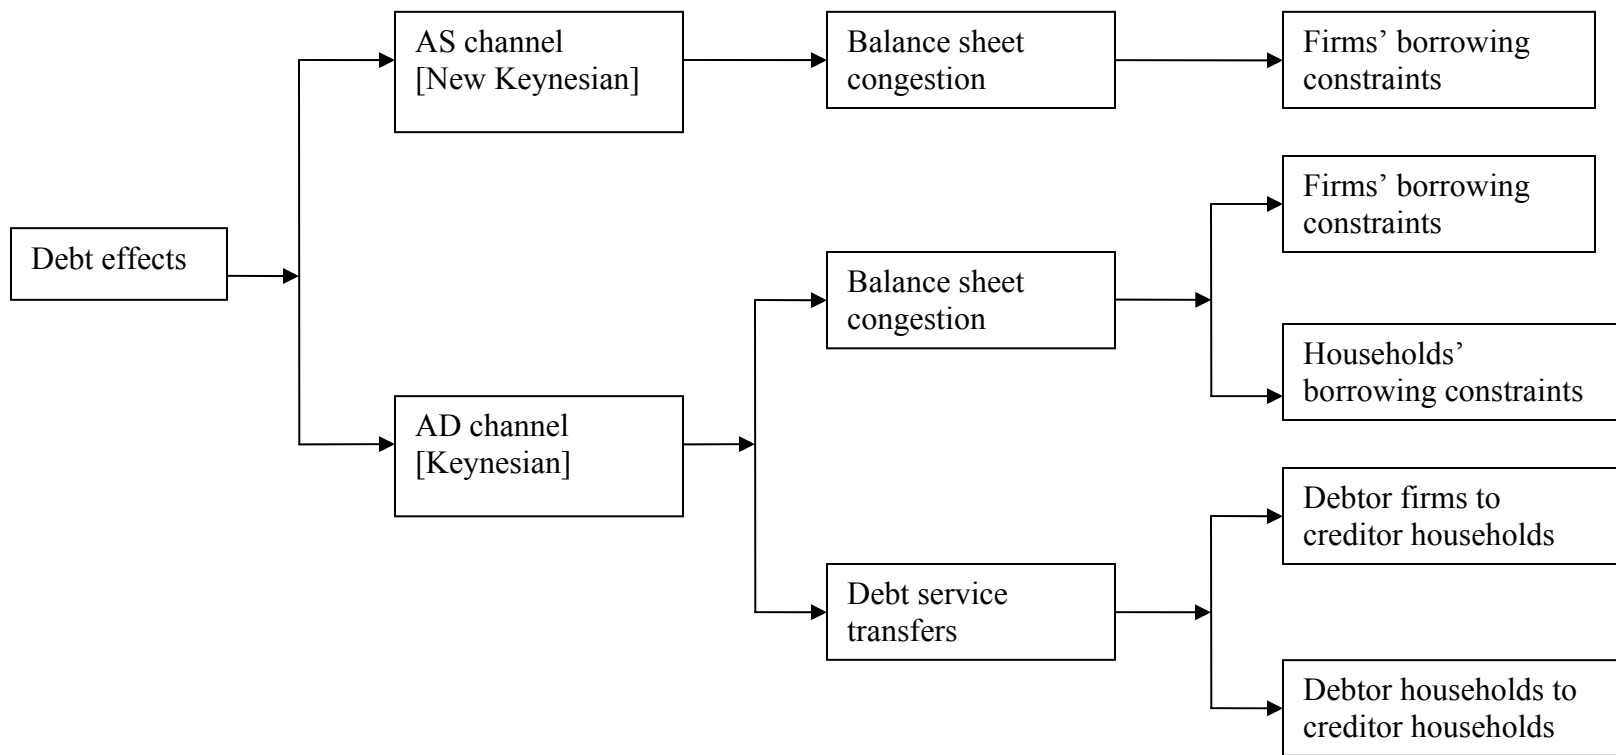 Debt effects
AS channel
[New Keynesian]
Balance sheet
congestion
Firms’ borrowing
constraints
AD channel
[Keynesian]
Balance sheet
congestion
Firms’ borrowing
constraints
Households’
borrowing constraints
Debt service
transfers
Debtor firms to
creditor households
Debtor households to
creditor households